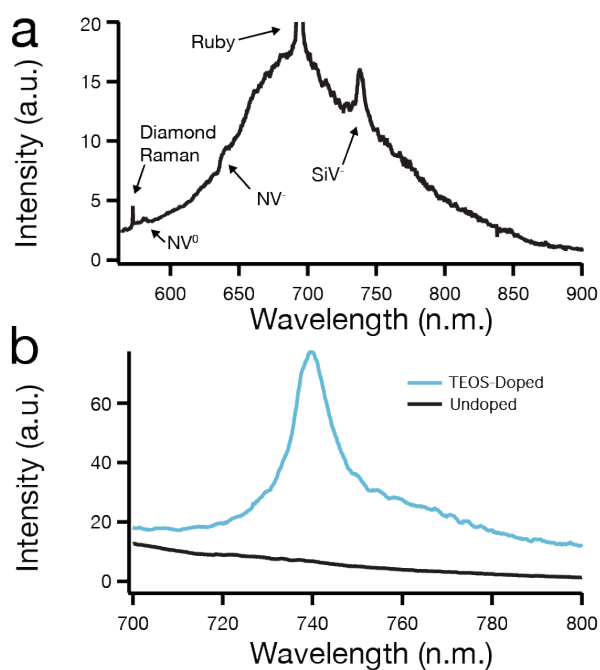 a
Intensity (a.u.)
20
15
10
5
0
Ruby
Diamond
Raman
NV⁰
NV⁻
SiV⁻
600
650
700
750
800
850
900
Wavelength (n.m.)
b
Intensity (a.u.)
60
40
20
0
TEOS-Doped
Undoped
700
720
740
760
780
800
Wavelength (n.m.)